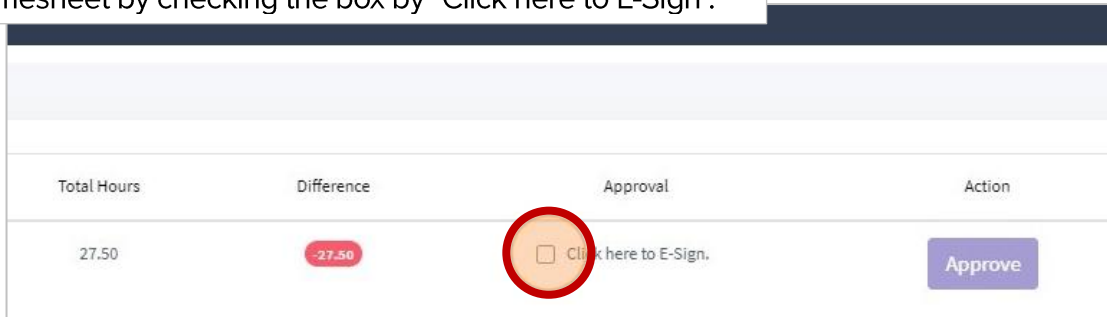 by checking the box by "Click here to E-Sign".
Total Hours Difference Approval Action
27.50 -27.50 Click here to E-Sign. Approve